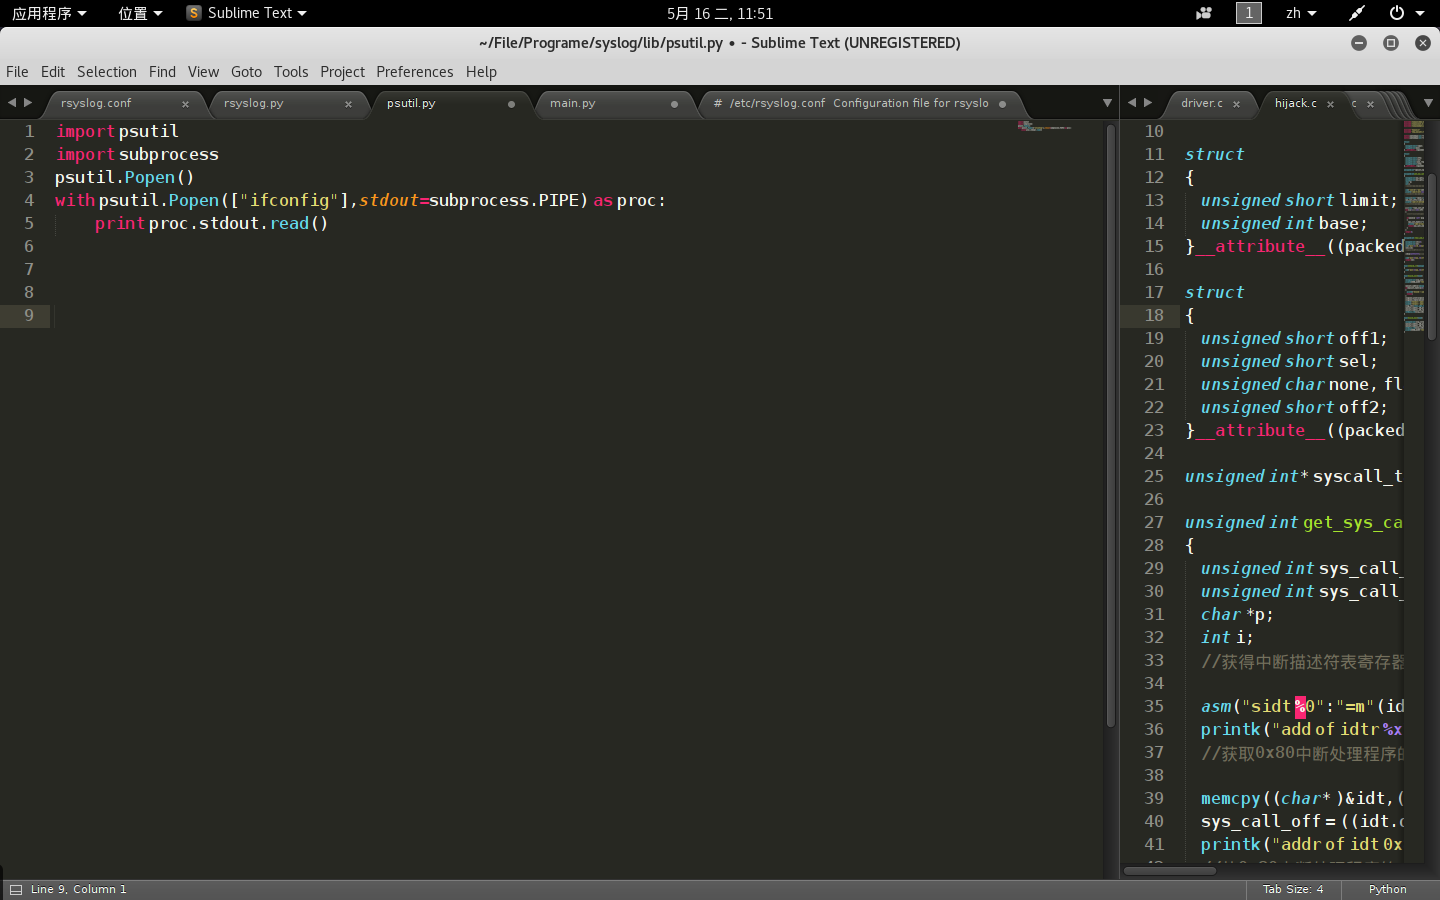 应用程序 位置 Sublime Text 5月 16 二, 11:51 1 zh
~/File/Programe/syslog/lib/psutil.py • - Sublime Text (UNREGISTERED)
File Edit Selection Find View Goto Tools Project Preferences Help
rsyslog.conf rsyslog.py psutil.py main.py # /etc/rsyslog.conf Configuration file for rsyslo
driver.c hijack.c c
1 import psutil
2 import subprocess
3 psutil.Popen()
4 with psutil.Popen(["ifconfig"],stdout=subprocess.PIPE) as proc:
5 print proc.stdout.read()
6
7
8
9
10
11 struct
12 {
13 unsigned short limit;
14 unsigned int base;
15 }__attribute__((packed
16
17 struct
18 {
19 unsigned short off1;
20 unsigned short sel;
21 unsigned char none, fl
22 unsigned short off2;
23 }__attribute__((packed
24
25 unsigned int* syscall_t
26
27 unsigned int get_sys_ca
28 {
29 unsigned int sys_call_
30 unsigned int sys_call_
31 char *p;
32 int i;
33 //获得中断描述符表寄存器
34
35 asm("sidt %0":"=m"(id
36 printk("add of idtr %x
37 //获取0x80中断处理程序的
38
39 memcpy((char* )&idt,(
40 sys_call_off = ((idt.
41 printk("addr of idt 0x
Line 9, Column 1 Tab Size: 4 Python